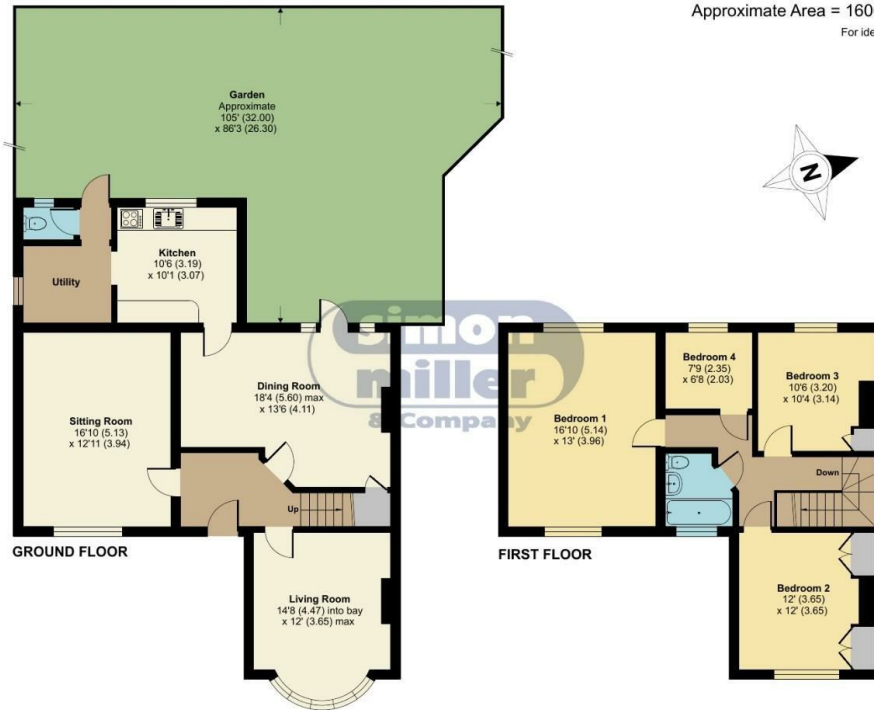 Approximate Area = 160
For ide
Garden
Approximate
105' (32.00)
x 86'3 (26.30)
N
Kitchen
10'6 (3.19)
x 10'1 (3.07)
Utility
simon
miller
& Company
Dining Room
18'4 (5.60) max
x 13'6 (4.11)
Sitting Room
16'10 (5.13)
x 12'11 (3.94)
Up
GROUND FLOOR
Living Room
14'8 (4.47) into bay
x 12' (3.65) max
Bedroom 4
7'9 (2.35)
x 6'8 (2.03)
Bedroom 3
10'6 (3.20)
x 10'4 (3.14)
Bedroom 1
16'10 (5.14)
x 13' (3.96)
Down
FIRST FLOOR
Bedroom 2
12' (3.65)
x 12' (3.65)